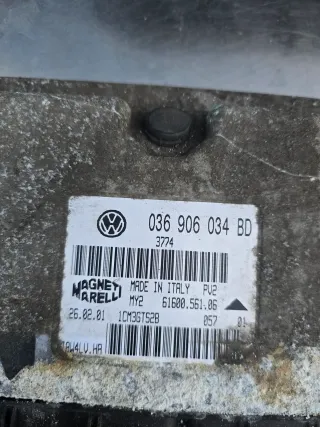 036 906 034 BD
3774
MAGNETI MARELLI
MADE IN ITALY PV2
MY2 61600.561.06
26.02.01 1CM36T52B 057 01